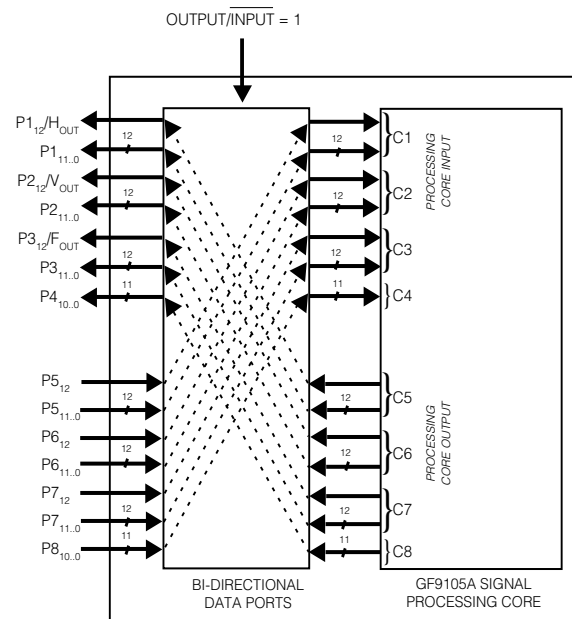 OUTPUT/INPUT = 1
P1₁₂/H_OUT
P1₁₁..₀
12
P2₁₂/V_OUT
P2₁₁..₀
12
P3₁₂/F_OUT
P3₁₁..₀
12
P4₁₀..₀
11
P5₁₂
P5₁₁..₀
12
P6₁₂
P6₁₁..₀
12
P7₁₂
P7₁₁..₀
12
P8₁₀..₀
11
12
C1
12
C2
12
C3
11
C4
PROCESSING
CORE INPUT
12
C5
12
C6
12
C7
11
C8
PROCESSING
CORE OUTPUT
BI-DIRECTIONAL
DATA PORTS
GF9105A SIGNAL
PROCESSING CORE